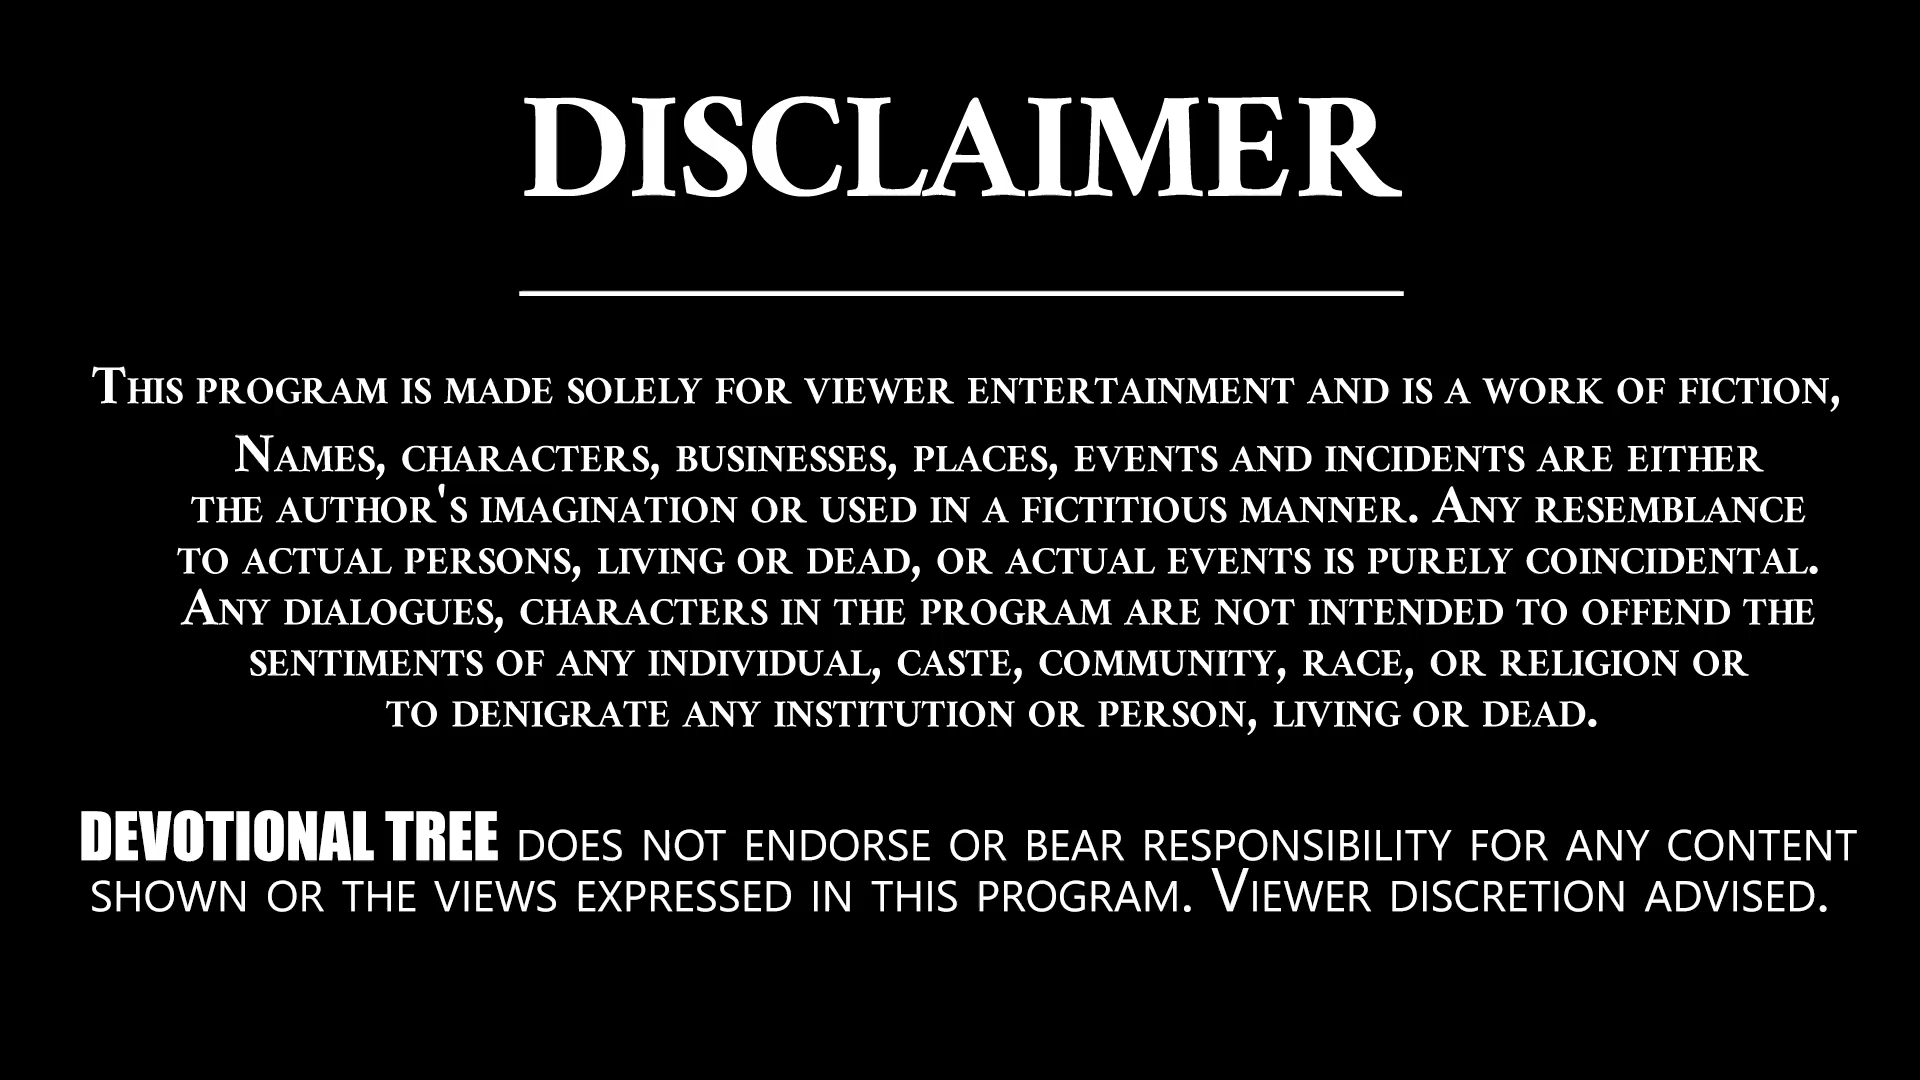 DISCLAIMER
This program is made solely for viewer entertainment and is a work of fiction,
Names, characters, businesses, places, events and incidents are either
the author's imagination or used in a fictitious manner. Any resemblance
to actual persons, living or dead, or actual events is purely coincidental.
Any dialogues, characters in the program are not intended to offend the
sentiments of any individual, caste, community, race, or religion or
to denigrate any institution or person, living or dead.
DEVOTIONAL TREE does not endorse or bear responsibility for any content
shown or the views expressed in this program. Viewer discretion advised.